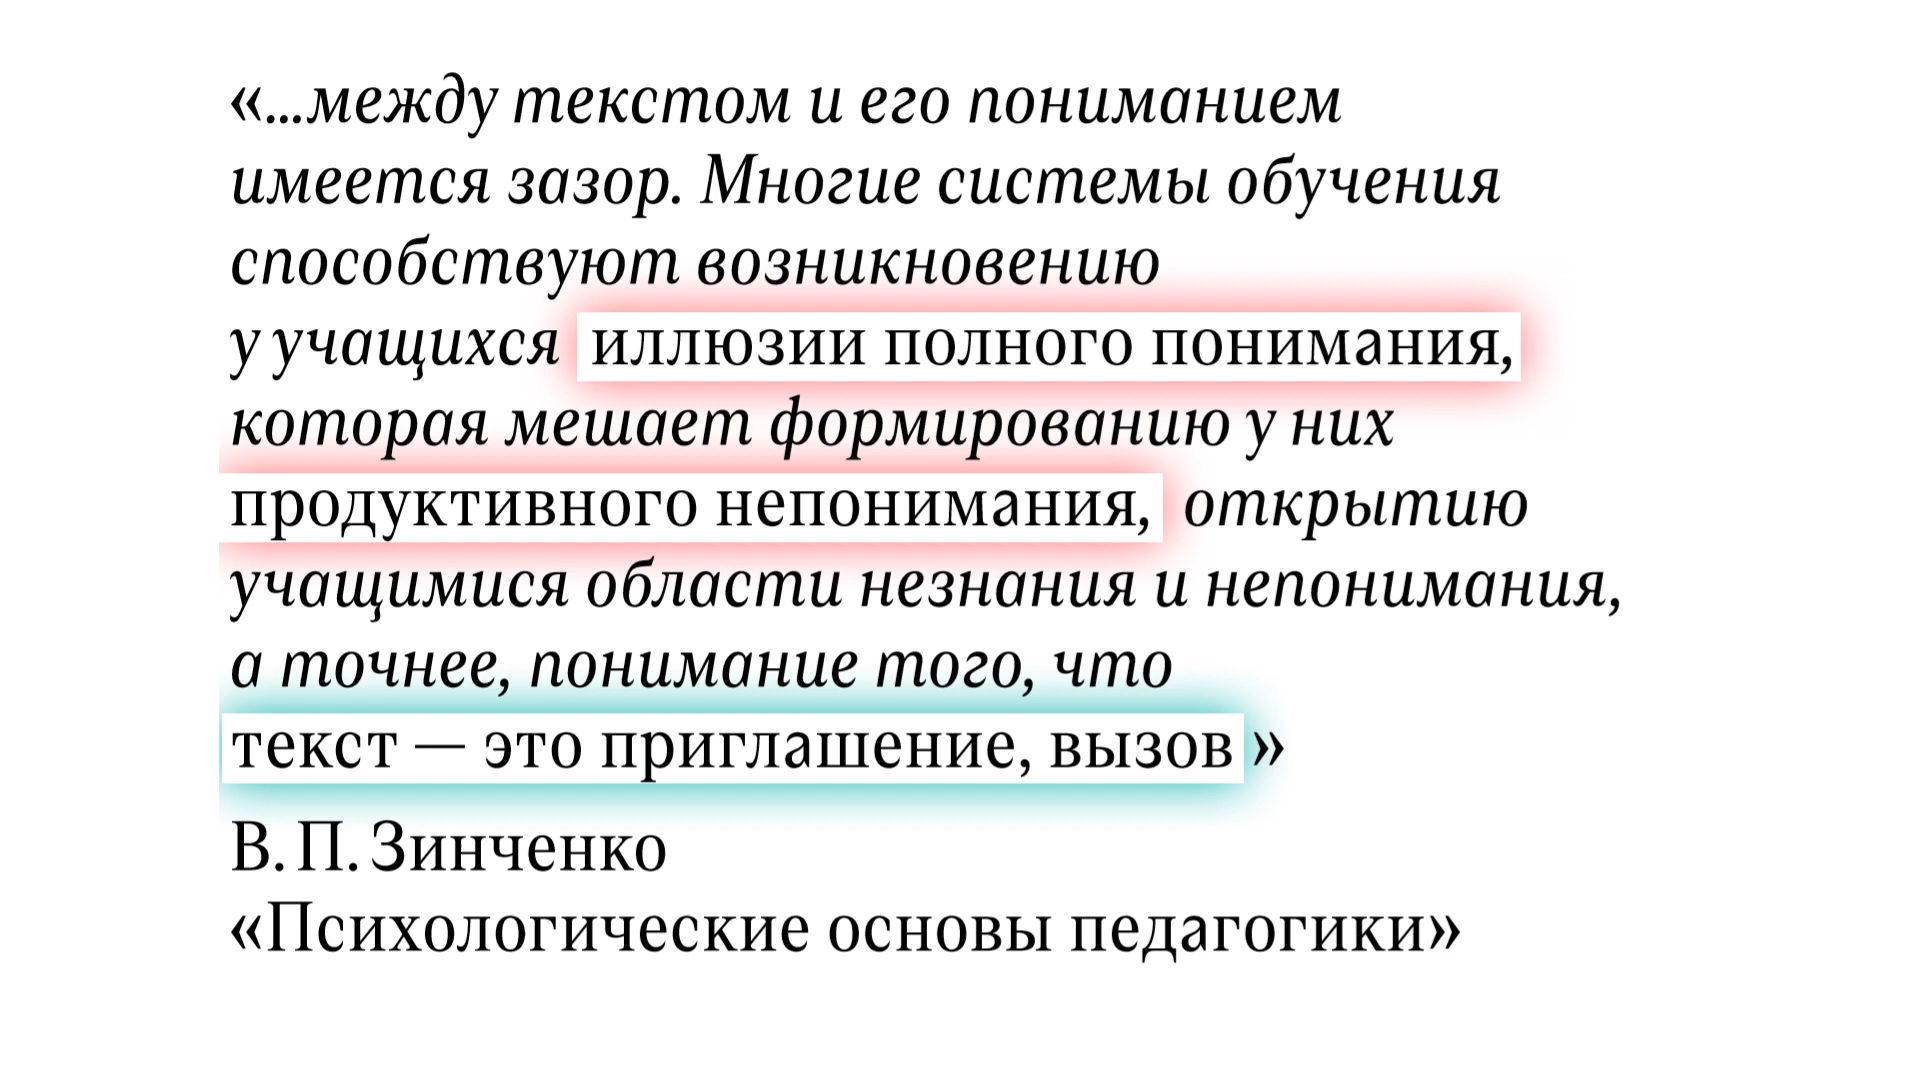 «...между текстом и его пониманием
имеется зазор. Многие системы обучения
способствуют возникновению
у учащихся иллюзии полного понимания,
которая мешает формированию у них
продуктивного непонимания, открытию
учащимися области незнания и непонимания,
а точнее, понимание того, что
текст — это приглашение, вызов»
В. П. Зинченко
«Психологические основы педагогики»